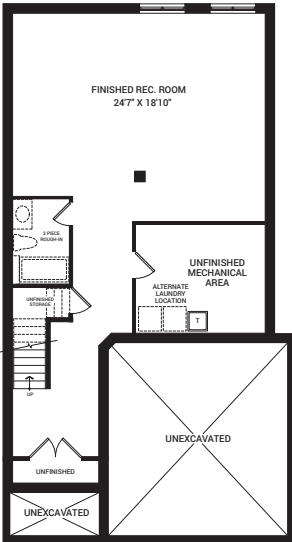 FINISHED REC. ROOM
24'7" X 18'10"
3 PIECE
ROUGH-IN
UNFINISHED
MECHANICAL
AREA
ALTERNATE
LAUNDRY
LOCATION
T
UNFINISHED
STORAGE
UP
UNEXCAVATED
UNFINISHED
UNEXCAVATED